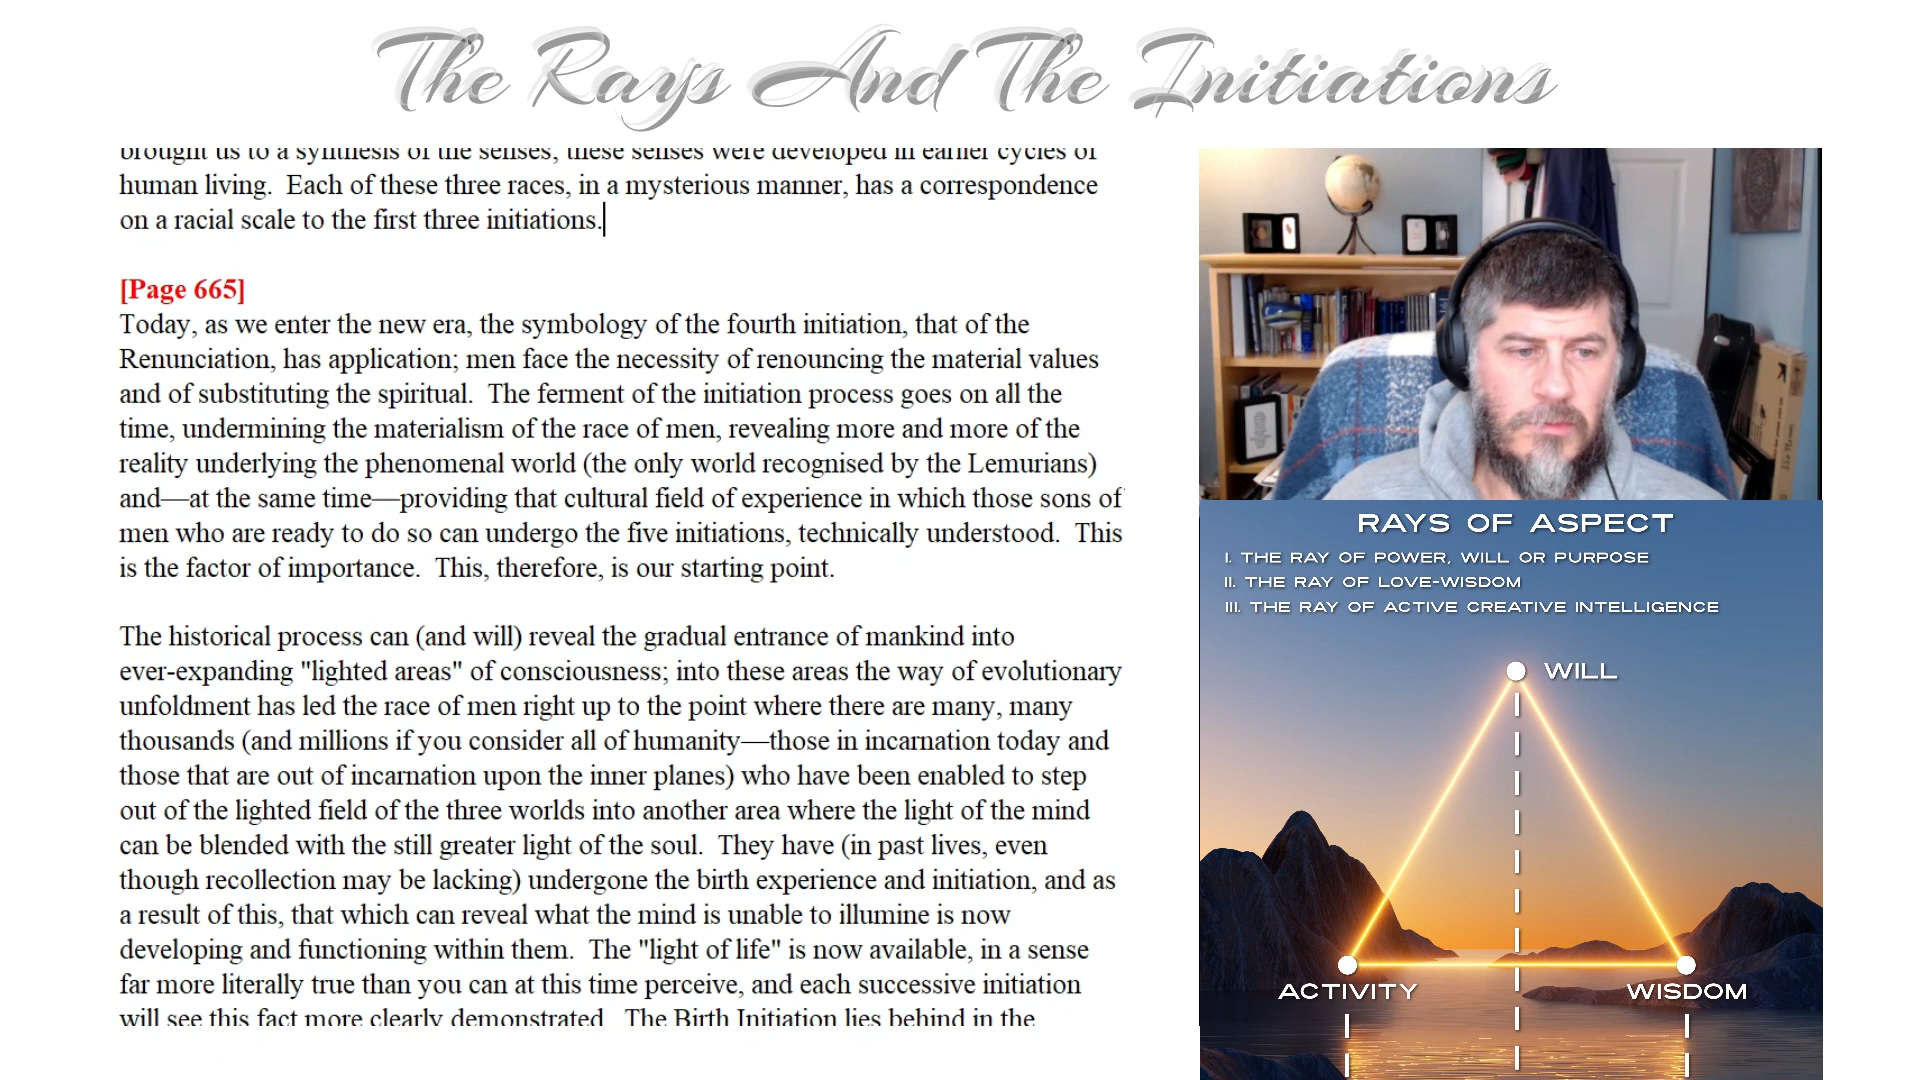 The Rays And The Initiations
brought us to a synthesis of the senses; these senses were developed in earlier cycles of
human living.  Each of these three races, in a mysterious manner, has a correspondence
on a racial scale to the first three initiations.
[Page 665]
Today, as we enter the new era, the symbology of the fourth initiation, that of the
Renunciation, has application; men face the necessity of renouncing the material values
and of substituting the spiritual.  The ferment of the initiation process goes on all the
time, undermining the materialism of the race of men, revealing more and more of the
reality underlying the phenomenal world (the only world recognised by the Lemurians)
and—at the same time—providing that cultural field of experience in which those sons of
men who are ready to do so can undergo the five initiations, technically understood.  This
is the factor of importance.  This, therefore, is our starting point.
The historical process can (and will) reveal the gradual entrance of mankind into
ever-expanding "lighted areas" of consciousness; into these areas the way of evolutionary
unfoldment has led the race of men right up to the point where there are many, many
thousands (and millions if you consider all of humanity—those in incarnation today and
those that are out of incarnation upon the inner planes) who have been enabled to step
out of the lighted field of the three worlds into another area where the light of the mind
can be blended with the still greater light of the soul.  They have (in past lives, even
though recollection may be lacking) undergone the birth experience and initiation, and as
a result of this, that which can reveal what the mind is unable to illumine is now
developing and functioning within them.  The "light of life" is now available, in a sense
far more literally true than you can at this time perceive, and each successive initiation
will see this fact more clearly demonstrated.  The Birth Initiation lies behind in the
RAYS OF ASPECT
I. THE RAY OF POWER, WILL OR PURPOSE
II. THE RAY OF LOVE-WISDOM
III. THE RAY OF ACTIVE CREATIVE INTELLIGENCE
WILL
ACTIVITY
WISDOM